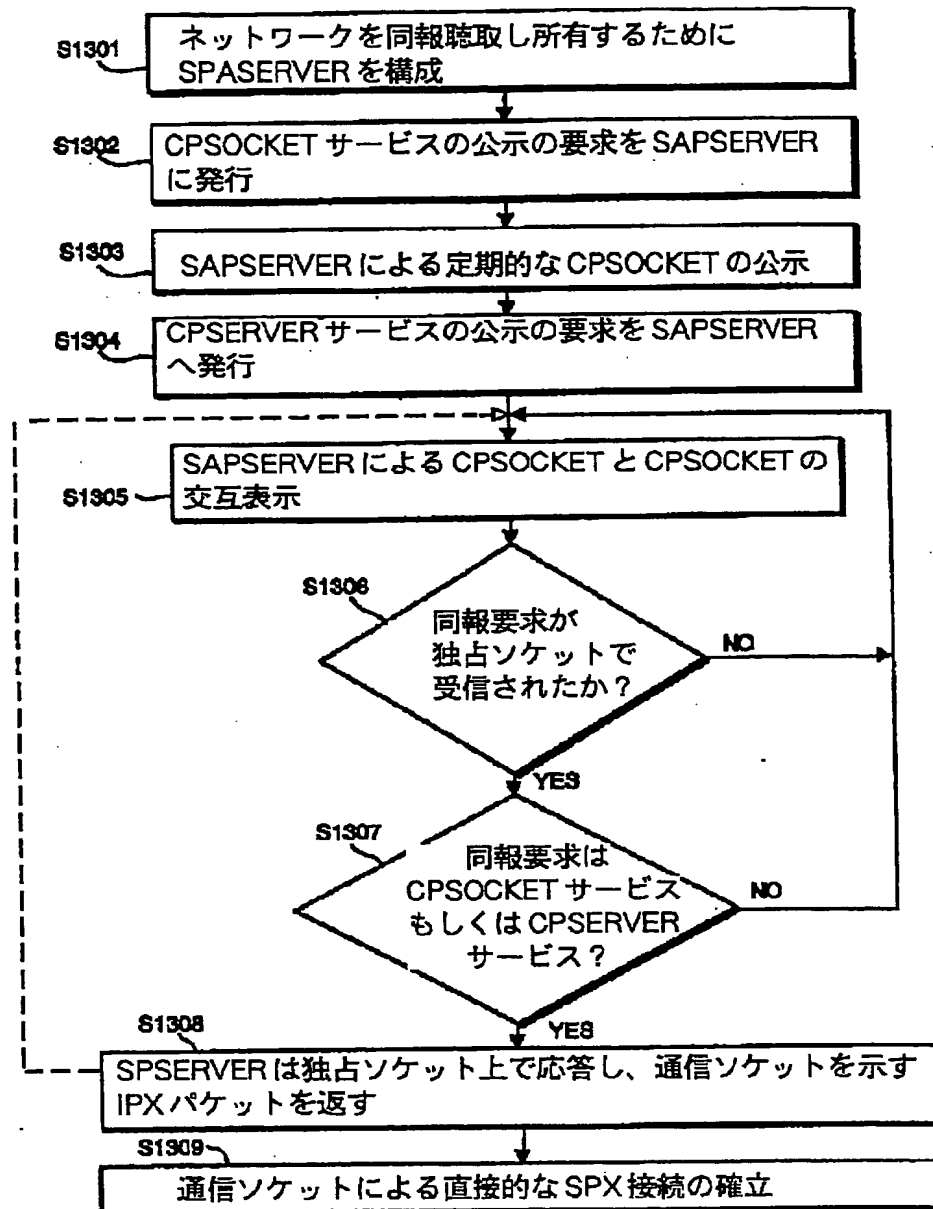 S1301
ネットワークを同報聴取し所有するために
SPASERVERを構成
S1302
CPSOCKET サービスの公示の要求を SAPSERVER
に発行
S1303
SAPSERVER による定期的な CPSOCKET の公示
S1304
CPSERVER サービスの公示の要求を SAPSERVER
へ発行
S1305
SAPSERVER による CPSOCKET と CPSOCKET の
交互表示
S1306
同報要求が
独占ソケットで
受信されたか?
NO
YES
S1307
同報要求は
CPSOCKET サービス
もしくは CPSERVER
サービス?
NO
YES
S1308
SPSERVER は独占ソケット上で応答し、通信ソケットを示す
IPX パケットを返す
S1309
通信ソケットによる直接的な SPX 接続の確立